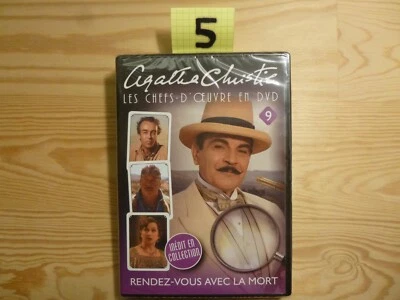 5
Agatha Christie
LES CHEFS-D'ŒUVRE EN DVD
9
INÉDIT EN
COLLECTION
RENDEZ-VOUS AVEC LA MORT